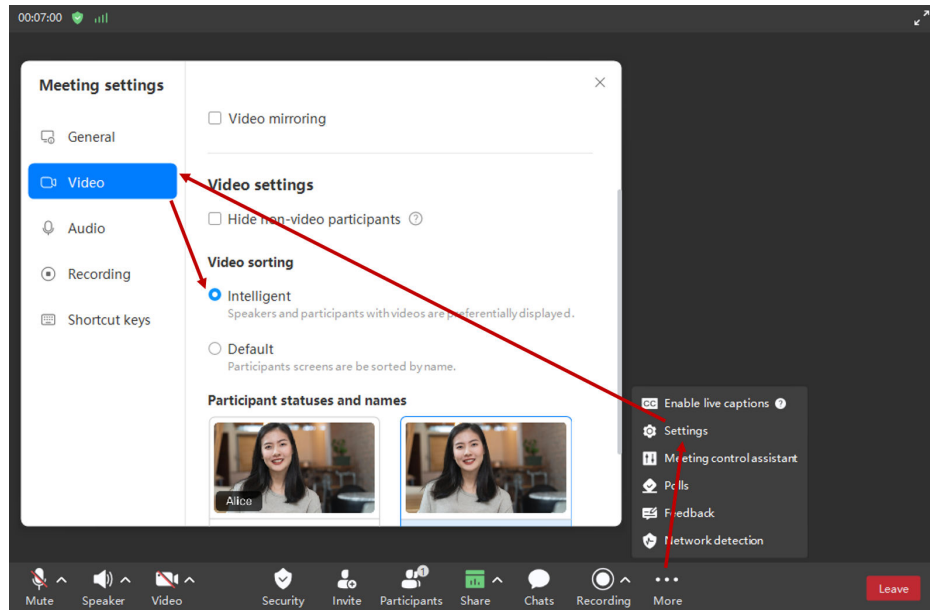 00:07:00
Meeting settings
General
Video
Audio
Recording
Shortcut keys
Video mirroring
Video settings
Hide non-video participants ?
Video sorting
Intelligent
Speakers and participants with videos are preferentially displayed.
Default
Participants screens are be sorted by name.
Participant statuses and names
Alice
CC Enable live captions ?
Settings
Meeting control assistant
Polls
Feedback
Network detection
Mute
Speaker
Video
Security
Invite
1
Participants
Share
Chats
Recording
More
Leave